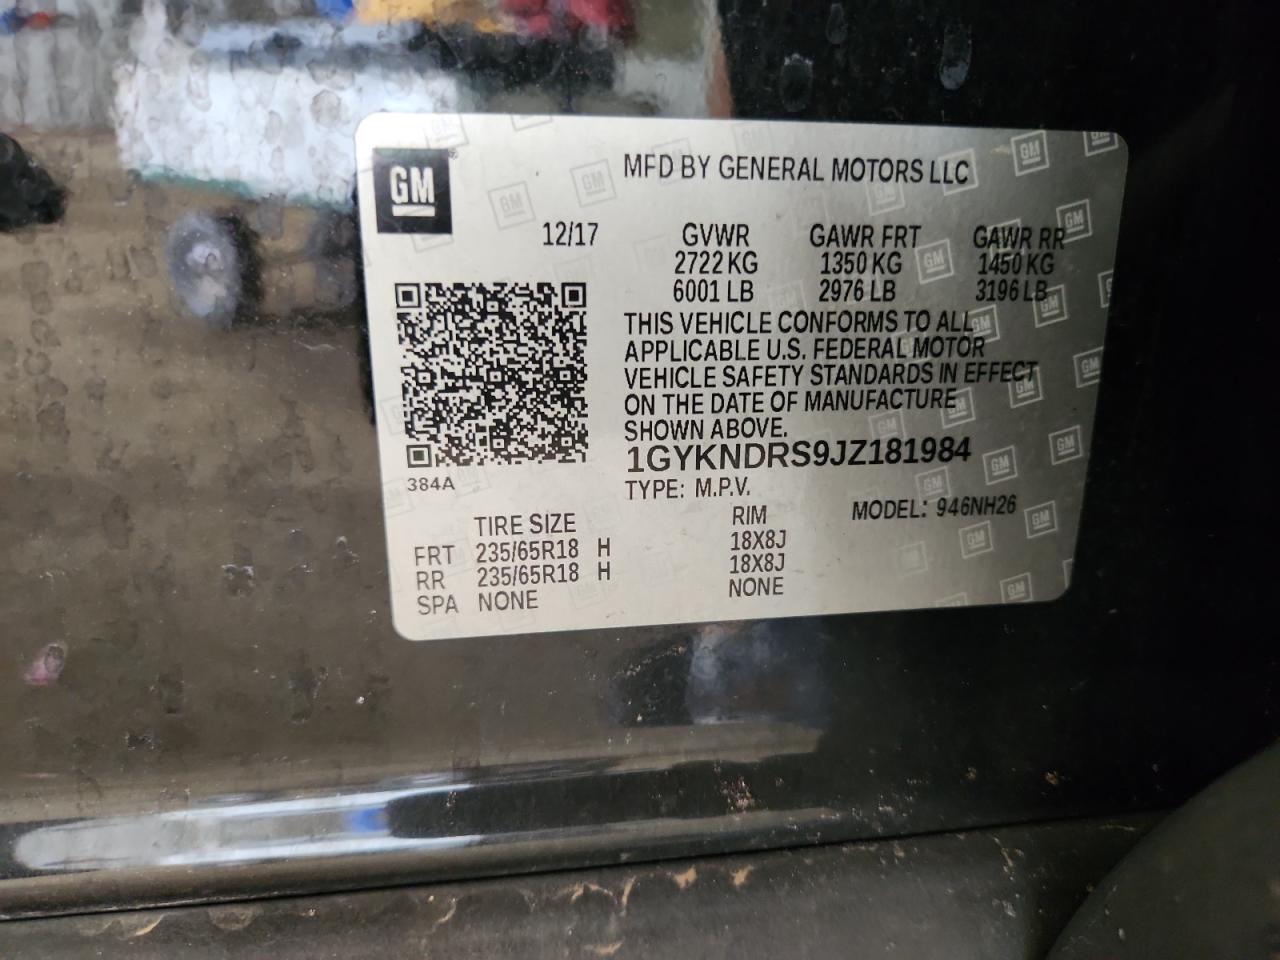 GM
MFD BY GENERAL MOTORS LLC
12/17 GVWR GAWR FRT GAWR RR
2722 KG 1350 KG 1450 KG
6001 LB 2976 LB 3196 LB
THIS VEHICLE CONFORMS TO ALL
APPLICABLE U.S. FEDERAL MOTOR
VEHICLE SAFETY STANDARDS IN EFFECT
ON THE DATE OF MANUFACTURE
SHOWN ABOVE.
1GYKNDRS9JZ181984
384A
TYPE: M.P.V. MODEL: 946NH26
TIRE SIZE RIM
FRT 235/65R18 H 18X8J
RR 235/65R18 H 18X8J
SPA NONE NONE